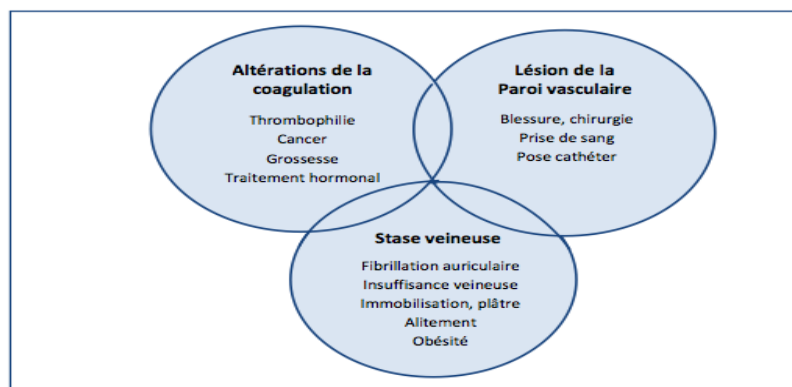 Altérations de la
coagulation
Thrombophilie
Cancer
Grossesse
Traitement hormonal
Lésion de la
Paroi vasculaire
Blessure, chirurgie
Prise de sang
Pose cathéter
Stase veineuse
Fibrillation auriculaire
Insuffisance veineuse
Immobilisation, plâtre
Alitement
Obésité